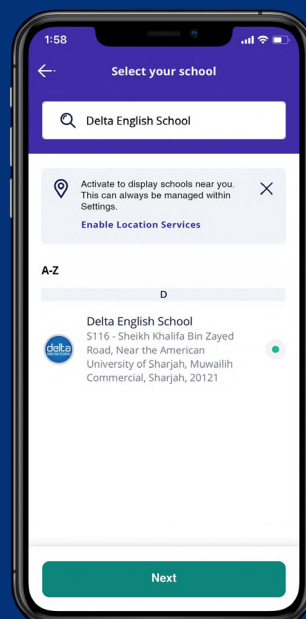 1:58
Select your school
Delta English School
Activate to display schools near you.
This can always be managed within
Settings.
Enable Location Services
A-Z
D
Delta English School
S116 - Sheikh Khalifa Bin Zayed
Road, Near the American
University of Sharjah, Muwailih
Commercial, Sharjah, 20121
delta
Next